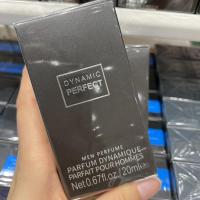 DYNAMIC
PERFECT
MEN PERFUME
PARFUM DYNAMIQUE
PARFAIT POUR HOMMES
Net.0.67fl.oz./20ml